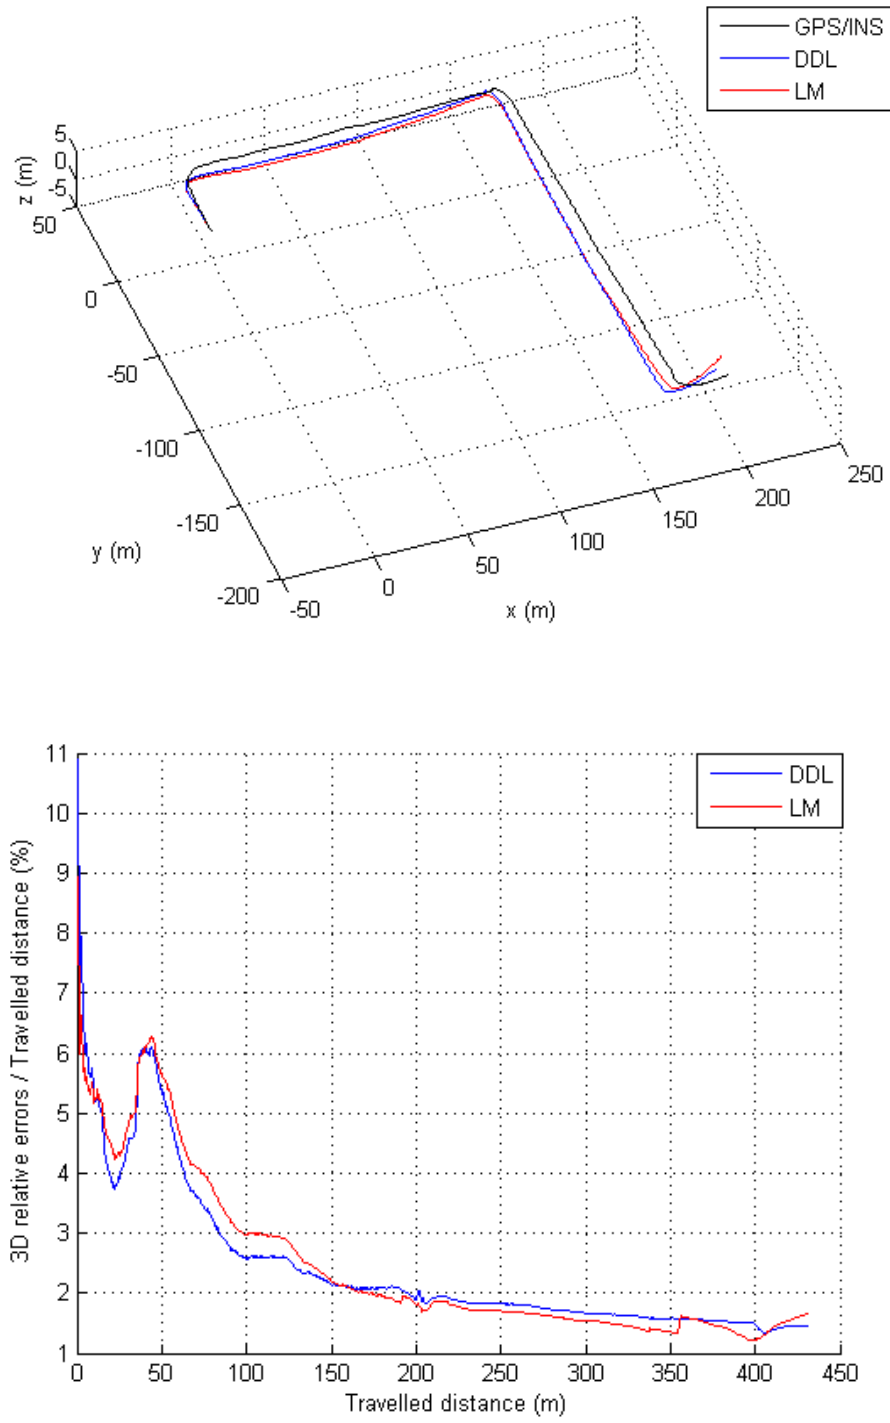 GPS/INS
DDL
LM
5
0
-5
z (m)
50
0
-50
-100
-150
-200
y (m)
-50
0
50
100
150
200
250
x (m)
11
10
9
8
7
6
5
4
3
2
1
3D relative errors / Travelled distance (%)
DDL
LM
0 50 100 150 200 250 300 350 400 450
Travelled distance (m)